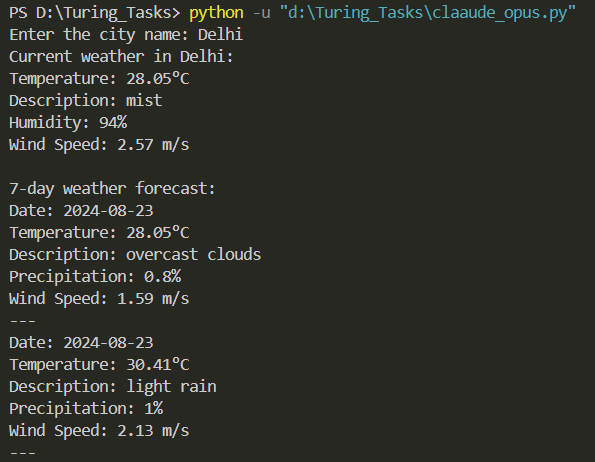 PS D:\Turing_Tasks> python -u "d:\Turing_Tasks\claaude_opus.py"
Enter the city name: Delhi
Current weather in Delhi:
Temperature: 28.05°C
Description: mist
Humidity: 94%
Wind Speed: 2.57 m/s

7-day weather forecast:
Date: 2024-08-23
Temperature: 28.05°C
Description: overcast clouds
Precipitation: 0.8%
Wind Speed: 1.59 m/s
---
Date: 2024-08-23
Temperature: 30.41°C
Description: light rain
Precipitation: 1%
Wind Speed: 2.13 m/s
---